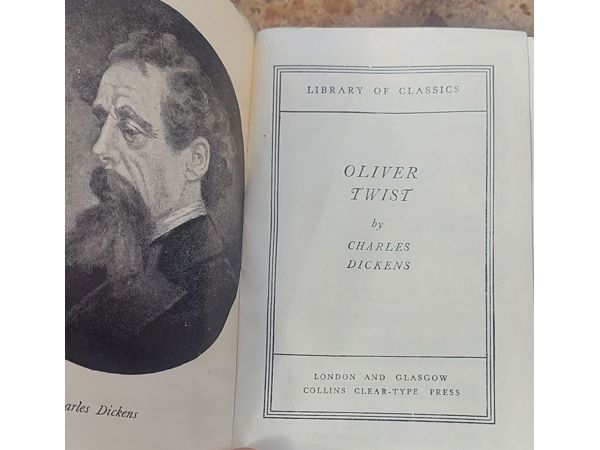 arles Dickens
LIBRARY OF CLASSICS
OLIVER
TWIST
by
CHARLES
DICKENS
LONDON AND GLASGOW
COLLINS CLEAR-TYPE PRESS